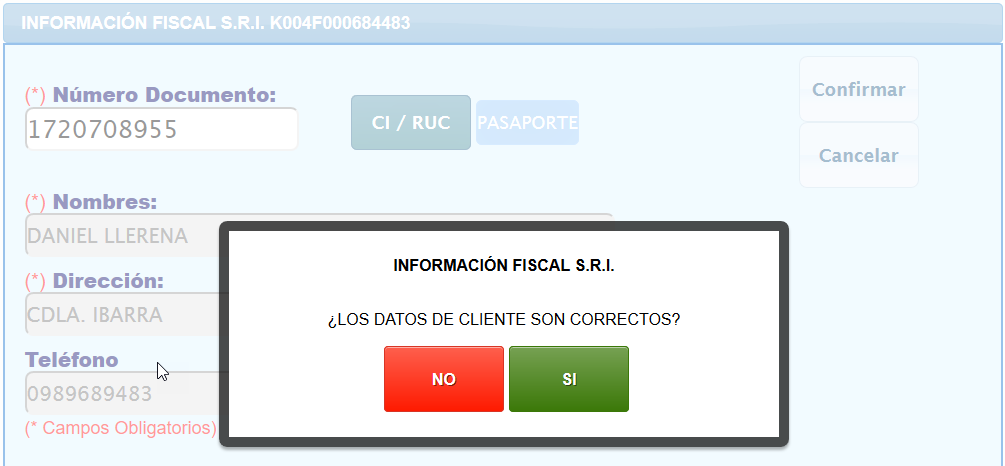 INFORMACIÓN FISCAL S.R.I. K004F000684483
(*) Número Documento:
1720708955
CI / RUC
PASAPORTE
Confirmar
Cancelar
(*) Nombres:
DANIEL LLERENA
(*) Dirección:
CDLA. IBARRA
Teléfono
0989689483
(* Campos Obligatorios)
INFORMACIÓN FISCAL S.R.I.
¿LOS DATOS DE CLIENTE SON CORRECTOS?
NO
SI